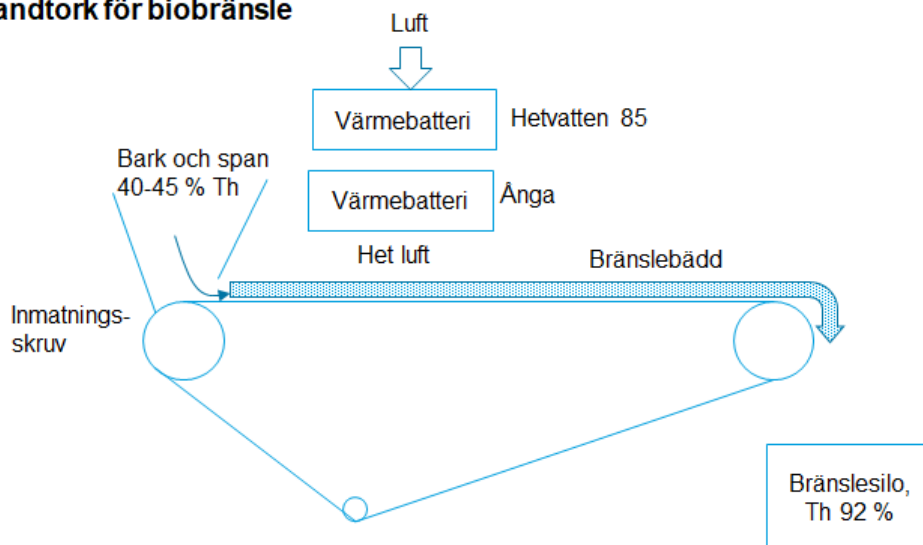 andtork för biobränsle
Luft
Värmebatteri
Hetvatten 85
Bark och span
40-45 % Th
Värmebatteri
Ånga
Het luft
Bränslebädd
Inmatnings-
skruv
Bränslesilo,
Th 92 %